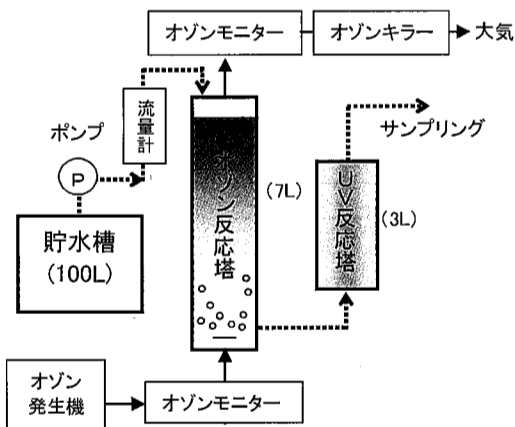 オゾンモニター
オゾンキラー
大気
流量計
ポンプ
P
サンプリング
貯水槽
(100L)
オゾン反応塔
(7L)
UV反応塔
(3L)
オゾン
発生機
オゾンモニター